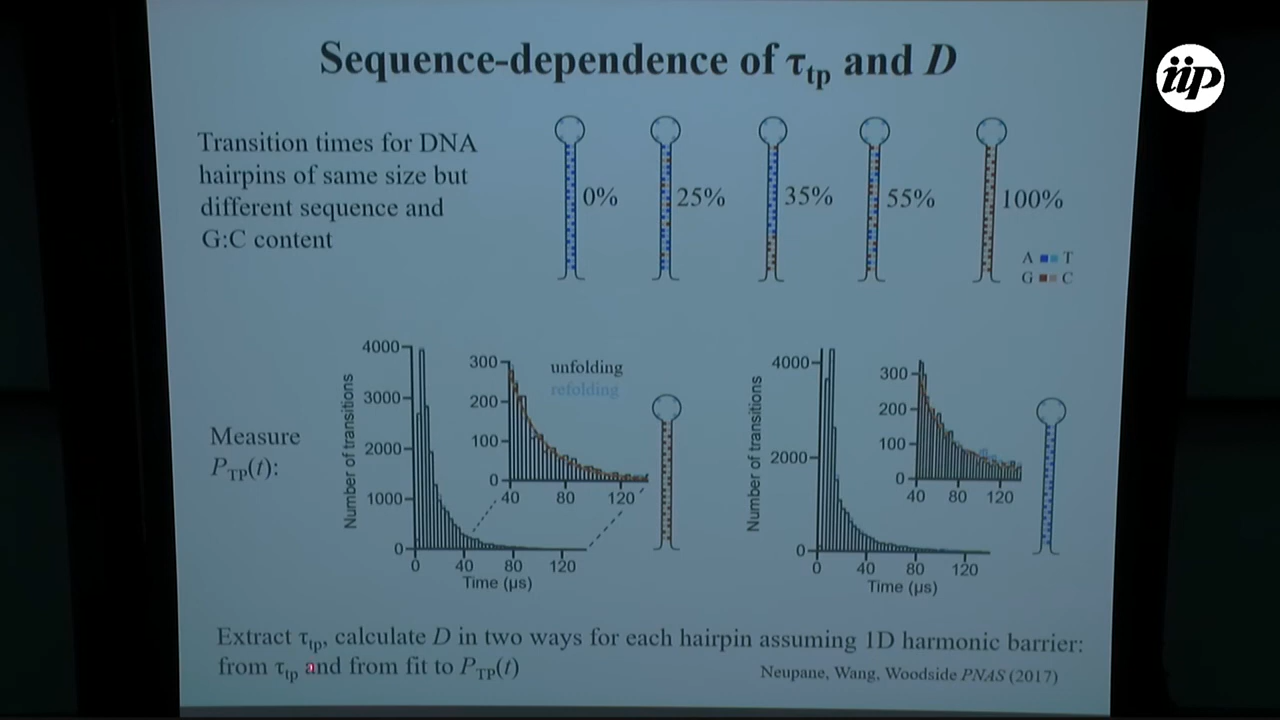 Sequence-dependence of τtp and D
iip
Transition times for DNA
hairpins of same size but
different sequence and
G:C content
0%
25%
35%
55%
100%
A T
G C
Measure
PTP(t):
Number of transitions
4000
3000
2000
1000
0
0 40 80 120
Time (μs)
300
200
100
0
40 80 120
unfolding
refolding
Number of transitions
4000
2000
0
0 40 80 120
Time (μs)
300
200
100
0
40 80 120
Extract τtp, calculate D in two ways for each hairpin assuming 1D harmonic barrier:
from τtp and from fit to PTP(t)
Neupane, Wang, Woodside PNAS (2017)